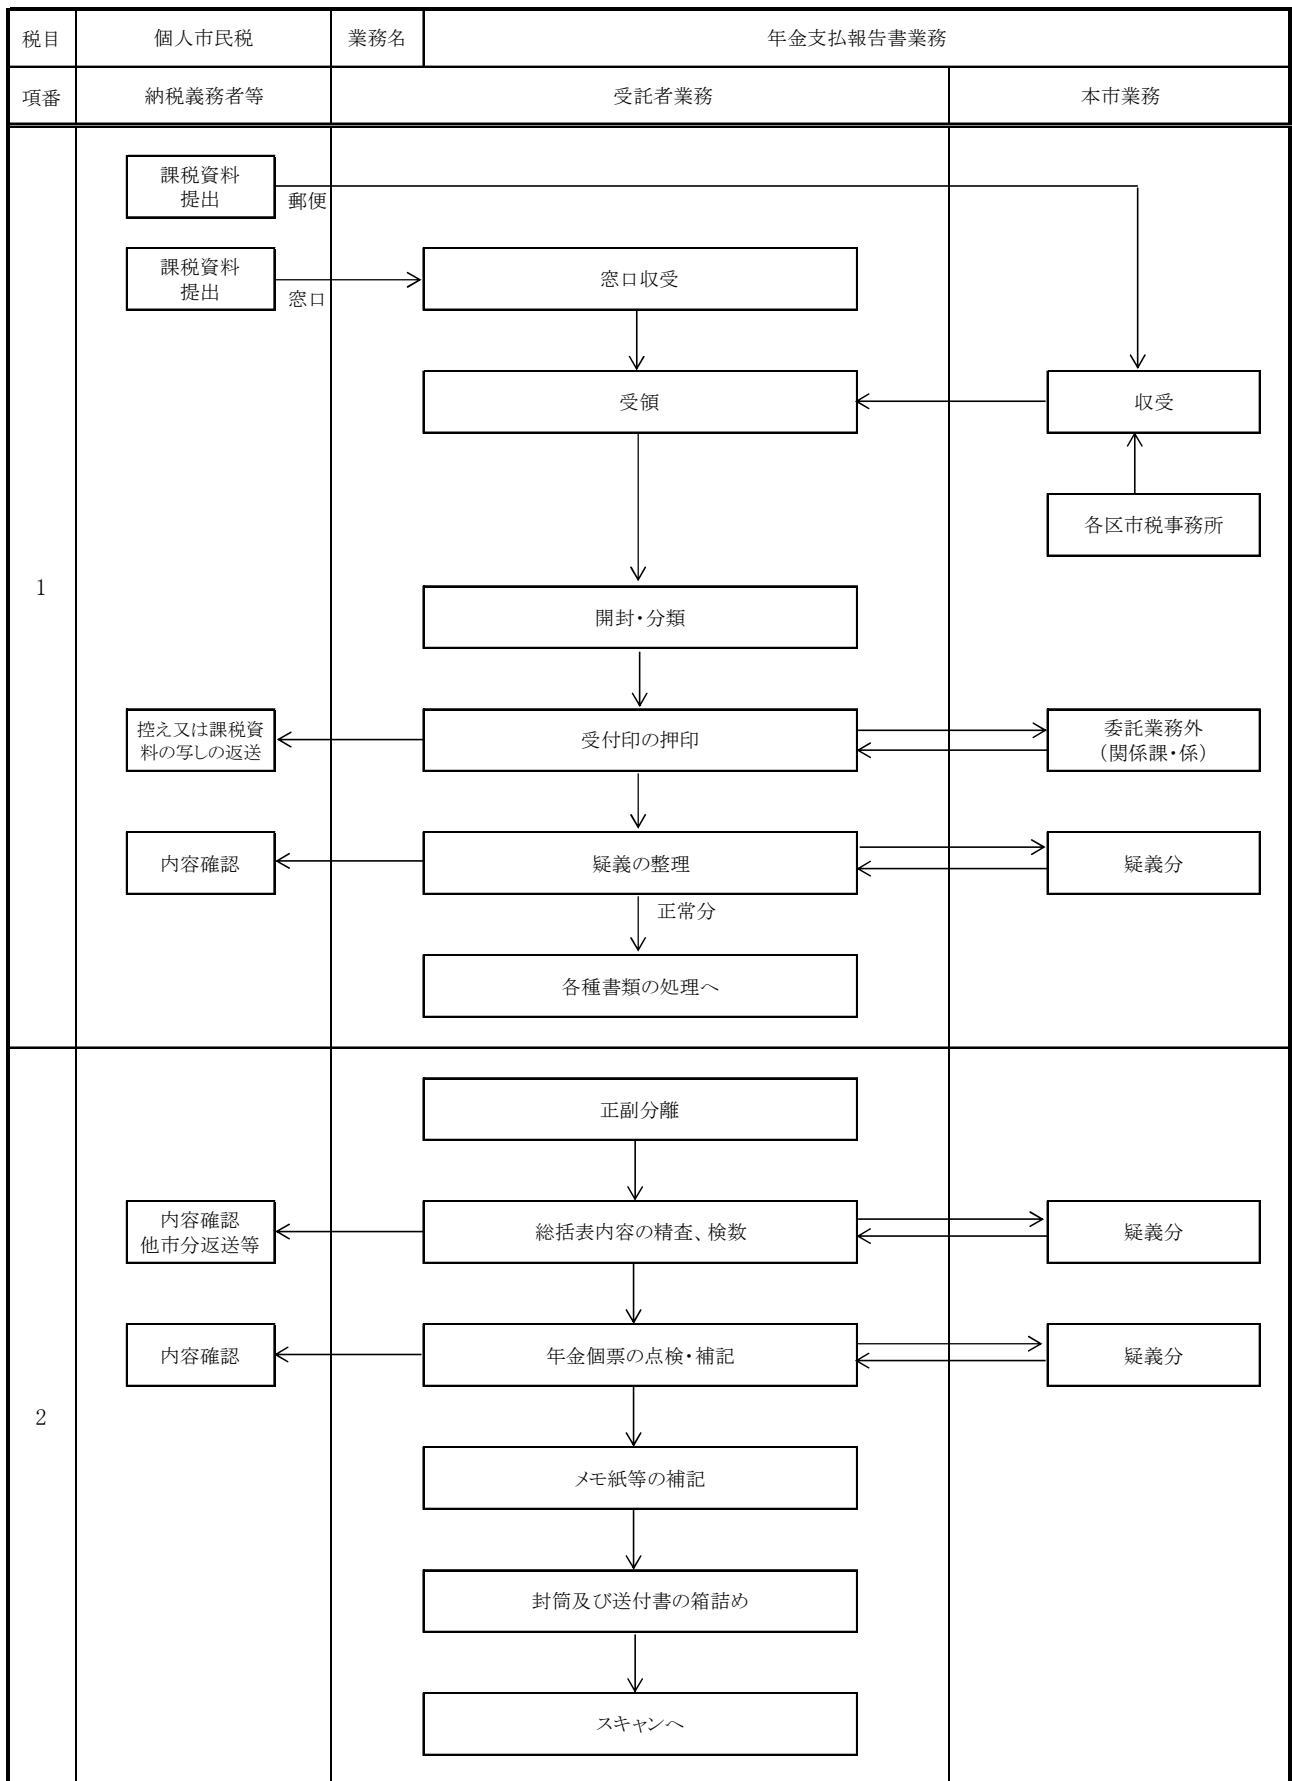 税目
個人市民税
業務名
年金支払報告書業務
項番
納税義務者等
受託者業務
本市業務
1
課税資料
提出
郵便
課税資料
提出
窓口
窓口収受
受領
収受
各区市税事務所
開封・分類
控え又は課税資
料の写しの返送
受付印の押印
委託業務外
（関係課・係）
内容確認
疑義の整理
疑義分
正常分
各種書類の処理へ
2
正副分離
内容確認
他市分返送等
総括表内容の精査、検数
疑義分
内容確認
年金個票の点検・補記
疑義分
メモ紙等の補記
封筒及び送付書の箱詰め
スキャンへ